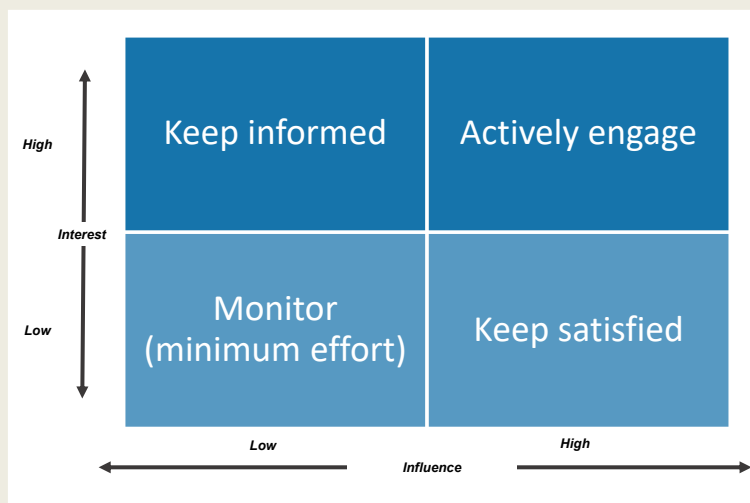 Keep informed
Actively engage
High
Interest
Low
Monitor
(minimum effort)
Keep satisfied
Low
High
Influence